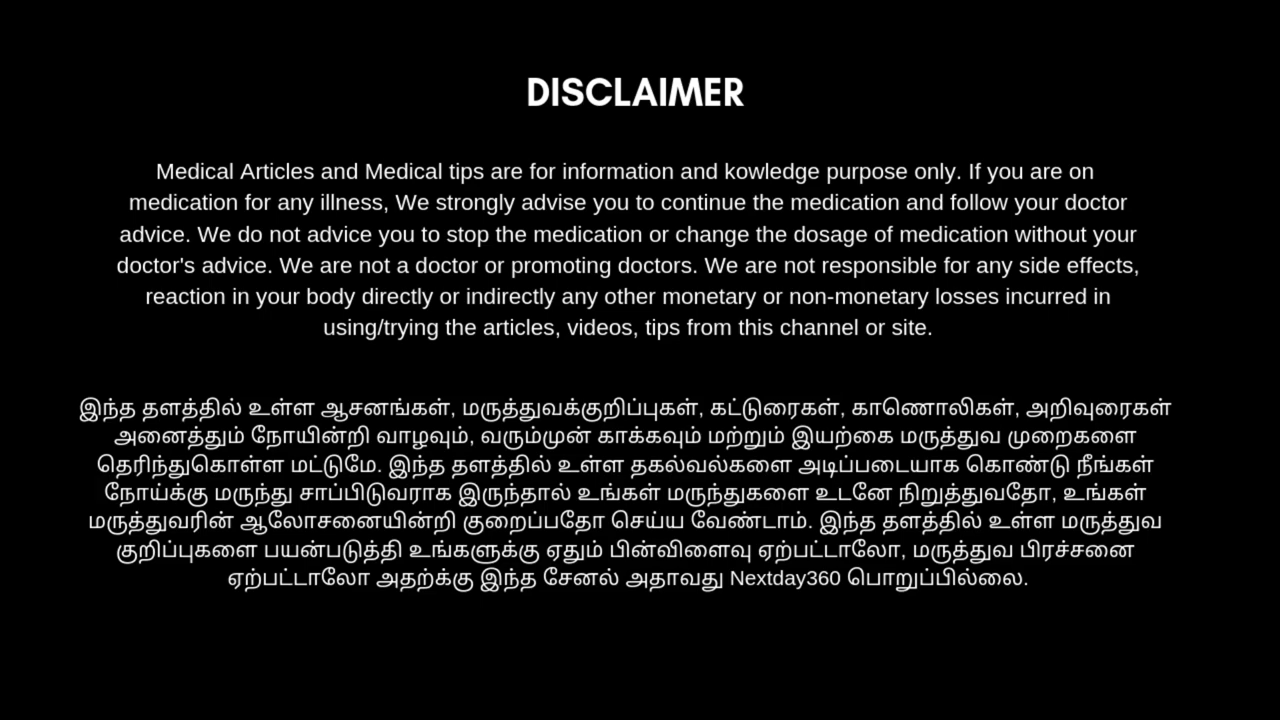 DISCLAIMER
Medical Articles and Medical tips are for information and kowledge purpose only. If you are on
medication for any illness, We strongly advise you to continue the medication and follow your doctor
advice. We do not advice you to stop the medication or change the dosage of medication without your
doctor's advice. We are not a doctor or promoting doctors. We are not responsible for any side effects,
reaction in your body directly or indirectly any other monetary or non-monetary losses incurred in
using/trying the articles, videos, tips from this channel or site.
இந்த தளத்தில் உள்ள ஆசனங்கள், மருத்துவக்குறிப்புகள், கட்டுரைகள், காணொலிகள், அறிவுரைகள்
அனைத்தும் நோயின்றி வாழவும், வரும்முன் காக்கவும் மற்றும் இயற்கை மருத்துவ முறைகளை
தெரிந்துகொள்ள மட்டுமே. இந்த தளத்தில் உள்ள தகல்வல்களை அடிப்படையாக கொண்டு நீங்கள்
நோய்க்கு மருந்து சாப்பிடுவராக இருந்தால் உங்கள் மருந்துகளை உடனே நிறுத்துவதோ, உங்கள்
மருத்துவரின் ஆலோசனையின்றி குறைப்பதோ செய்ய வேண்டாம். இந்த தளத்தில் உள்ள மருத்துவ
குறிப்புகளை பயன்படுத்தி உங்களுக்கு ஏதும் பின்விளைவு ஏற்பட்டாலோ, மருத்துவ பிரச்சனை
ஏற்பட்டாலோ அதற்க்கு இந்த சேனல் அதாவது Nextday360 பொறுப்பில்லை.